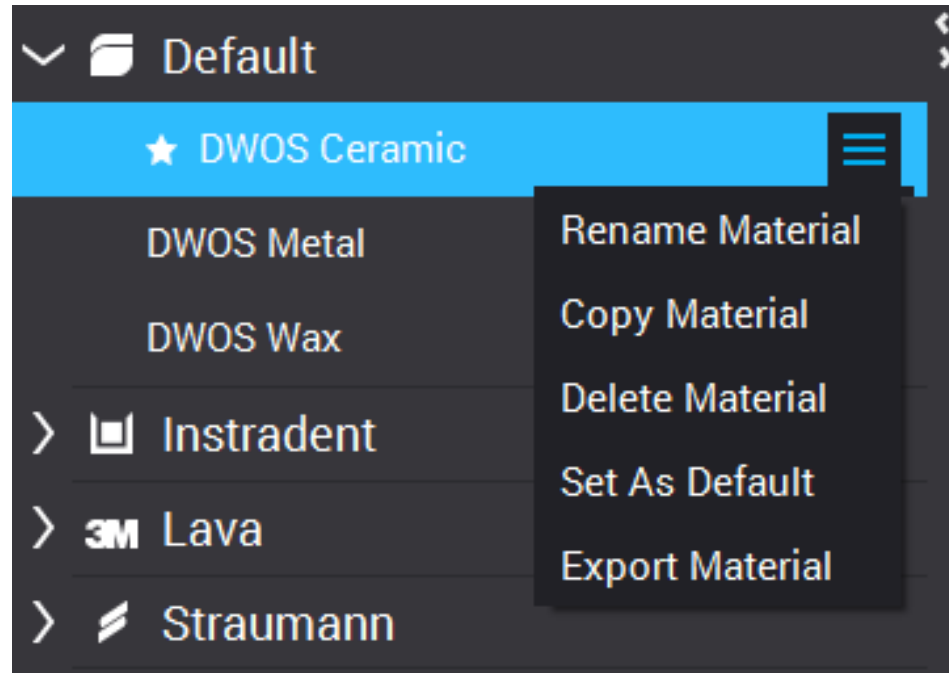 Default
DWOS Ceramic
DWOS Metal
DWOS Wax
Instradent
3M Lava
Straumann
Rename Material
Copy Material
Delete Material
Set As Default
Export Material